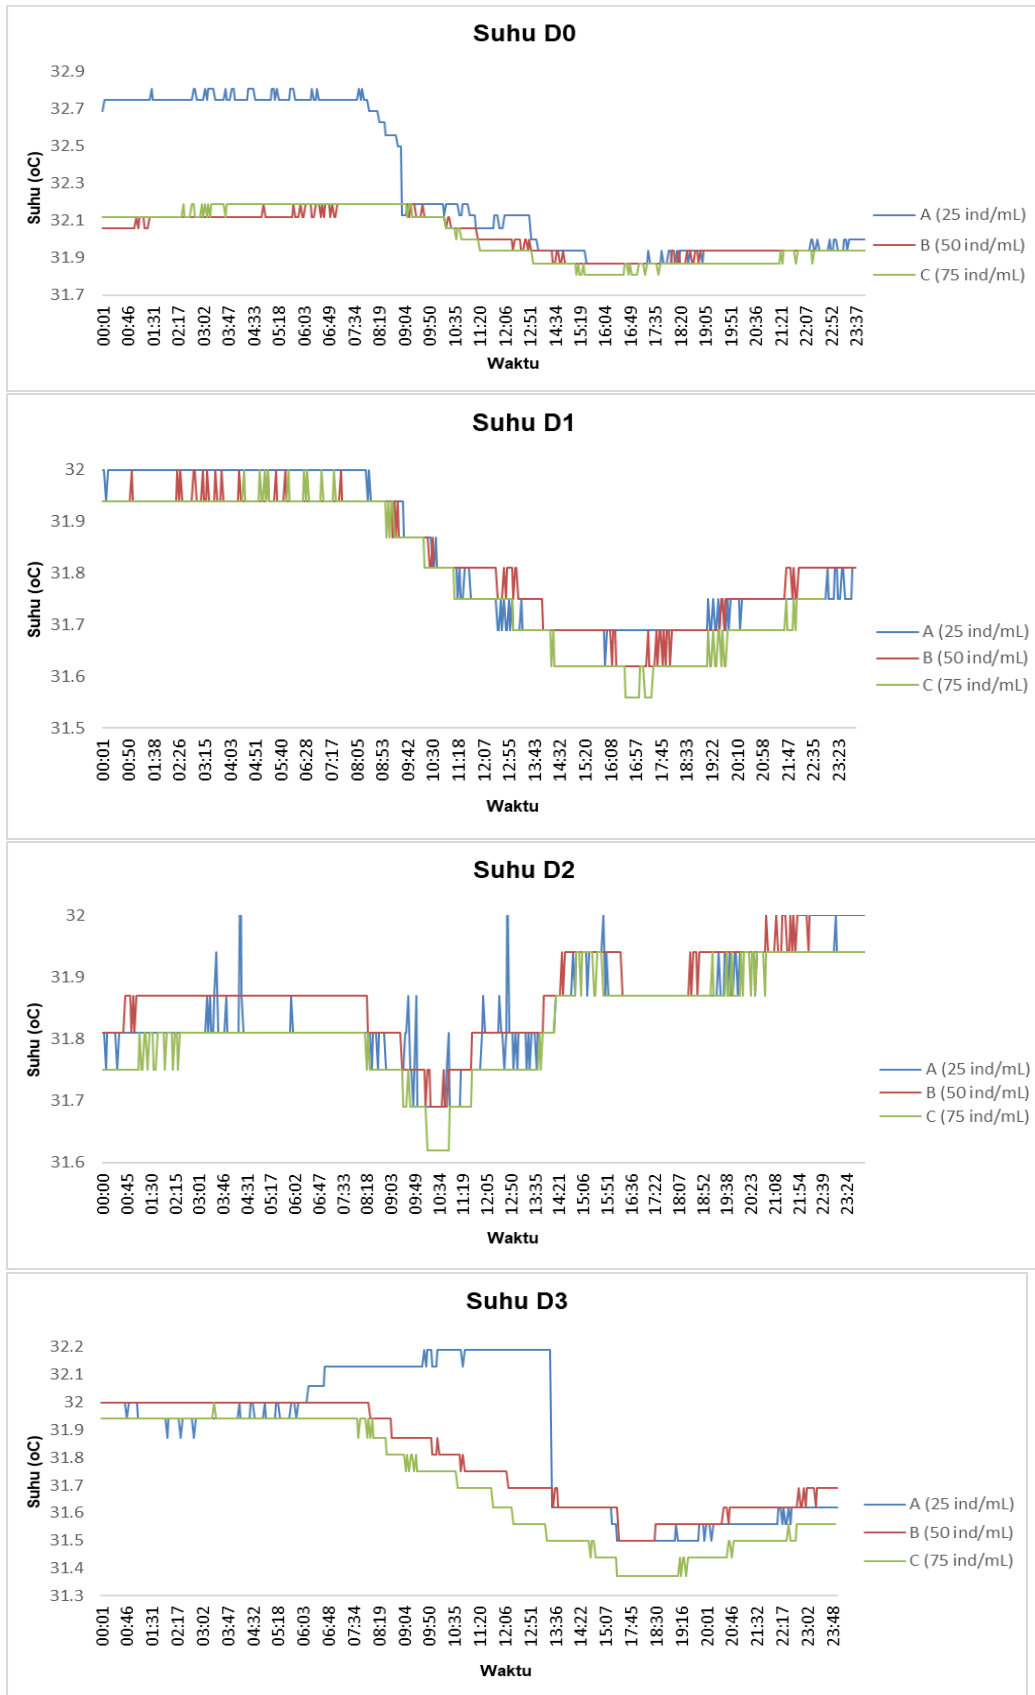 Suhu D0
32.9
32.7
32.5
32.3
32.1
31.9
31.7
Suhu (oC)
A (25 ind/mL)
B (50 ind/mL)
C (75 ind/mL)
00:01 00:46 01:31 02:17 03:02 03:47 04:33 05:18 06:03 06:49 07:34 08:19 09:04 09:50 10:35 11:20 12:06 12:51 14:34 15:19 16:04 16:49 17:35 18:20 19:05 19:51 20:36 21:21 22:07 22:52 23:37
Waktu
Suhu D1
32
31.9
31.8
31.7
31.6
31.5
Suhu (oC)
A (25 ind/mL)
B (50 ind/mL)
C (75 ind/mL)
00:01 00:50 01:38 02:26 03:15 04:03 04:51 05:40 06:28 07:17 08:05 08:53 09:42 10:30 11:18 12:07 12:55 13:43 14:32 15:20 16:08 16:57 17:45 18:33 19:22 20:10 20:58 21:47 22:35 23:23
Waktu
Suhu D2
32
31.9
31.8
31.7
31.6
Suhu (oC)
A (25 ind/mL)
B (50 ind/mL)
C (75 ind/mL)
00:00 00:45 01:30 02:15 03:01 03:46 04:31 05:17 06:02 06:47 07:33 08:18 09:03 09:49 10:34 11:19 12:05 12:50 13:35 14:21 15:06 15:51 16:36 17:22 18:07 18:52 19:38 20:23 21:08 21:54 22:39 23:24
Waktu
Suhu D3
32.2
32.1
32
31.9
31.8
31.7
31.6
31.5
31.4
31.3
Suhu (oC)
A (25 ind/mL)
B (50 ind/mL)
C (75 ind/mL)
00:01 00:46 01:31 02:17 03:02 03:47 04:32 05:18 06:03 06:49 07:34 08:19 09:04 09:50 10:35 11:20 12:06 12:51 13:36 14:22 15:07 17:45 18:30 19:16 20:01 20:46 21:32 22:17 23:02 23:48
Waktu